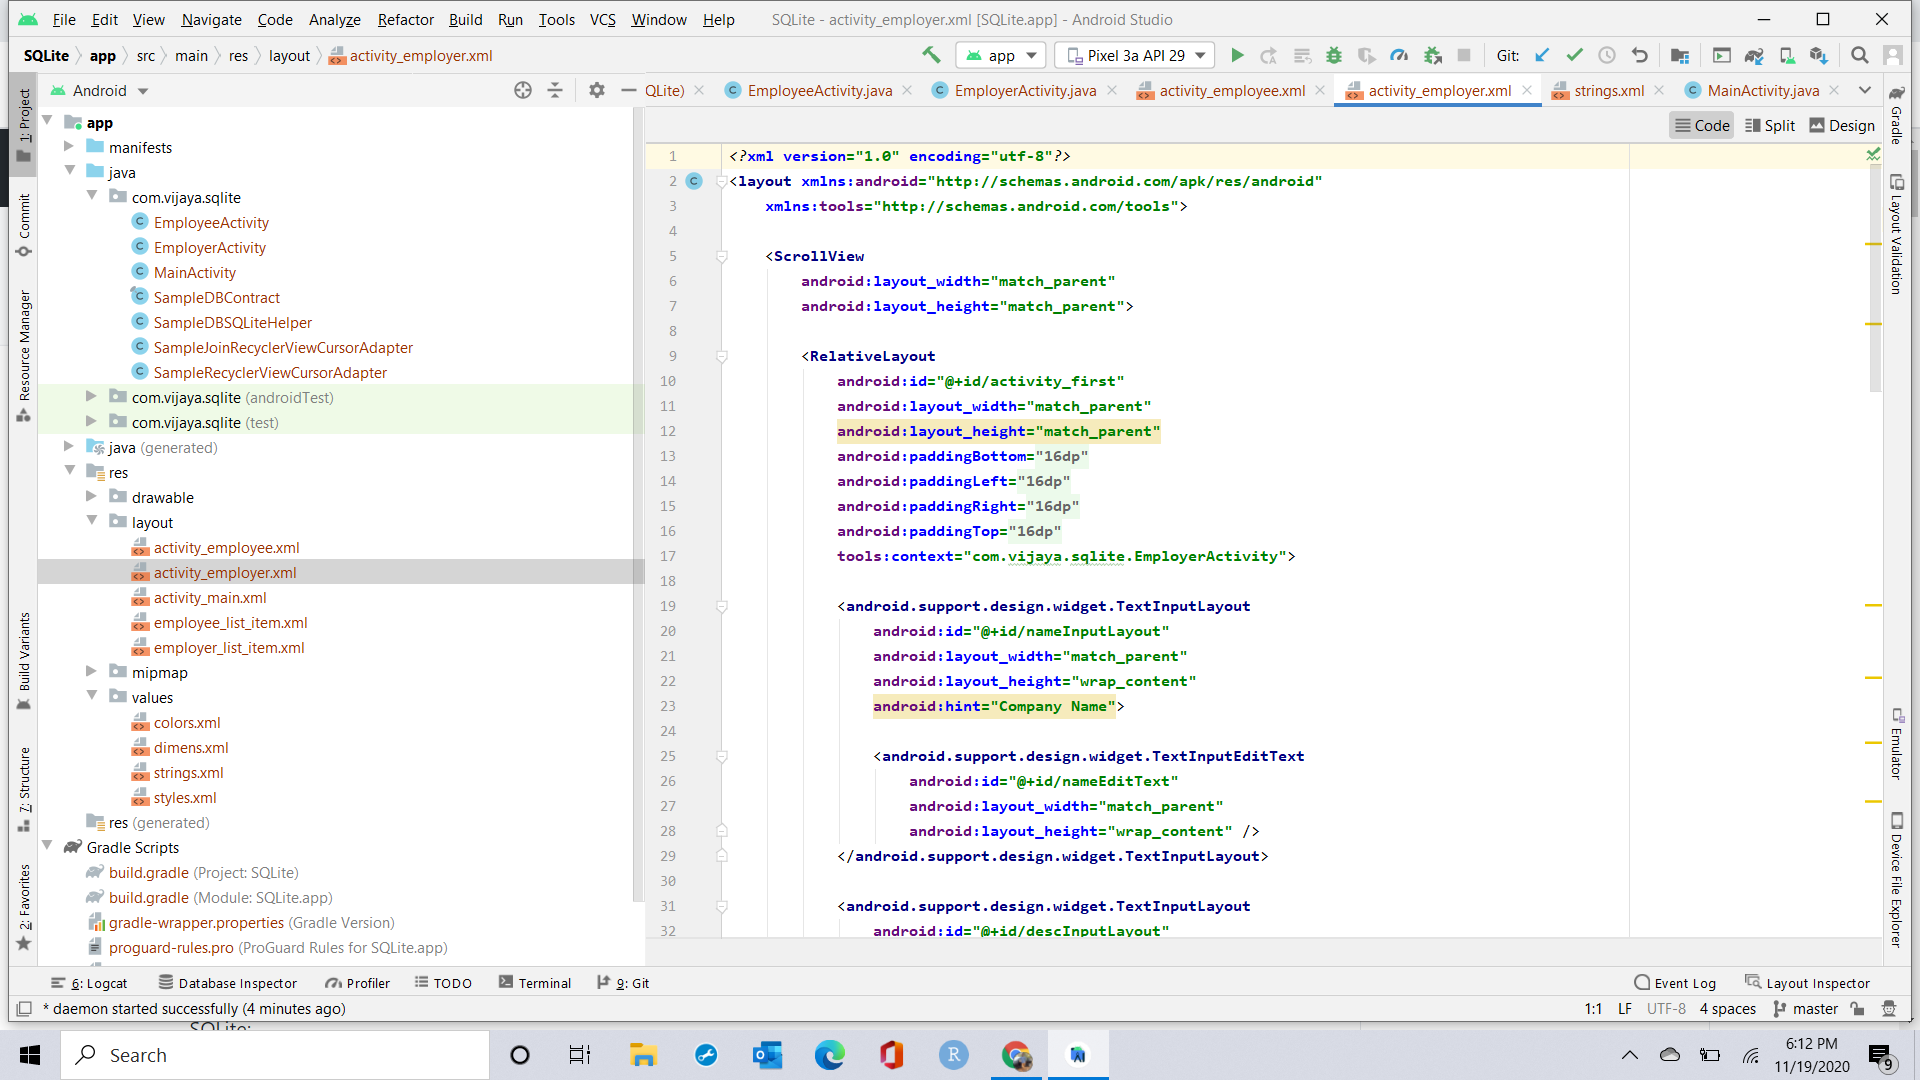 File Edit View Navigate Code Analyze Refactor Build Run Tools VCS Window Help SQLite - activity_employer.xml [SQLite.app] - Android Studio
SQLite app src main res layout activity_employer.xml app Pixel 3a API 29 Git:
Android QLite) EmployeeActivity.java EmployerActivity.java activity_employee.xml activity_employer.xml strings.xml MainActivity.java
Code Split Design
1: Project
Commit
Resource Manager
Build Variants
7: Structure
2: Favorites
app
manifests
java
com.vijaya.sqlite
EmployeeActivity
EmployerActivity
MainActivity
SampleDBContract
SampleDBSQLiteHelper
SampleJoinRecyclerViewCursorAdapter
SampleRecyclerViewCursorAdapter
com.vijaya.sqlite (androidTest)
com.vijaya.sqlite (test)
java (generated)
res
drawable
layout
activity_employee.xml
activity_employer.xml
activity_main.xml
employee_list_item.xml
employer_list_item.xml
mipmap
values
colors.xml
dimens.xml
strings.xml
styles.xml
res (generated)
Gradle Scripts
build.gradle (Project: SQLite)
build.gradle (Module: SQLite.app)
gradle-wrapper.properties (Gradle Version)
proguard-rules.pro (ProGuard Rules for SQLite.app)
1 <?xml version="1.0" encoding="utf-8"?>
2 <layout xmlns:android="http://schemas.android.com/apk/res/android"
3 xmlns:tools="http://schemas.android.com/tools">
4
5 <ScrollView
6 android:layout_width="match_parent"
7 android:layout_height="match_parent">
8
9 <RelativeLayout
10 android:id="@+id/activity_first"
11 android:layout_width="match_parent"
12 android:layout_height="match_parent"
13 android:paddingBottom="16dp"
14 android:paddingLeft="16dp"
15 android:paddingRight="16dp"
16 android:paddingTop="16dp"
17 tools:context="com.vijaya.sqlite.EmployerActivity">
18
19 <android.support.design.widget.TextInputLayout
20 android:id="@+id/nameInputLayout"
21 android:layout_width="match_parent"
22 android:layout_height="wrap_content"
23 android:hint="Company Name">
24
25 <android.support.design.widget.TextInputEditText
26 android:id="@+id/nameEditText"
27 android:layout_width="match_parent"
28 android:layout_height="wrap_content" />
29 </android.support.design.widget.TextInputLayout>
30
31 <android.support.design.widget.TextInputLayout
32 android:id="@+id/descInputLayout"
Gradle
Layout Validation
Emulator
Device File Explorer
6: Logcat Database Inspector Profiler TODO Terminal 9: Git Event Log Layout Inspector
* daemon started successfully (4 minutes ago) 1:1 LF UTF-8 4 spaces master
SQLite:
Search
6:12 PM
11/19/2020
9